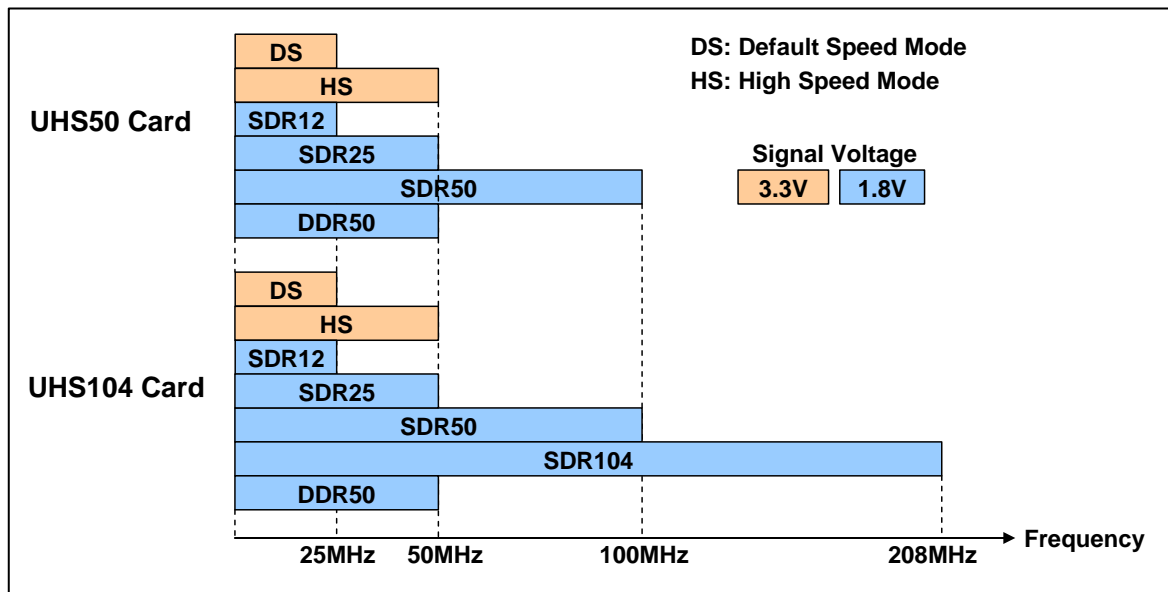 DS: Default Speed Mode
HS: High Speed Mode
Signal Voltage
3.3V 1.8V
UHS50 Card
DS
HS
SDR12
SDR25
SDR50
DDR50
UHS104 Card
DS
HS
SDR12
SDR25
SDR50
SDR104
DDR50
25MHz 50MHz 100MHz 208MHz
Frequency